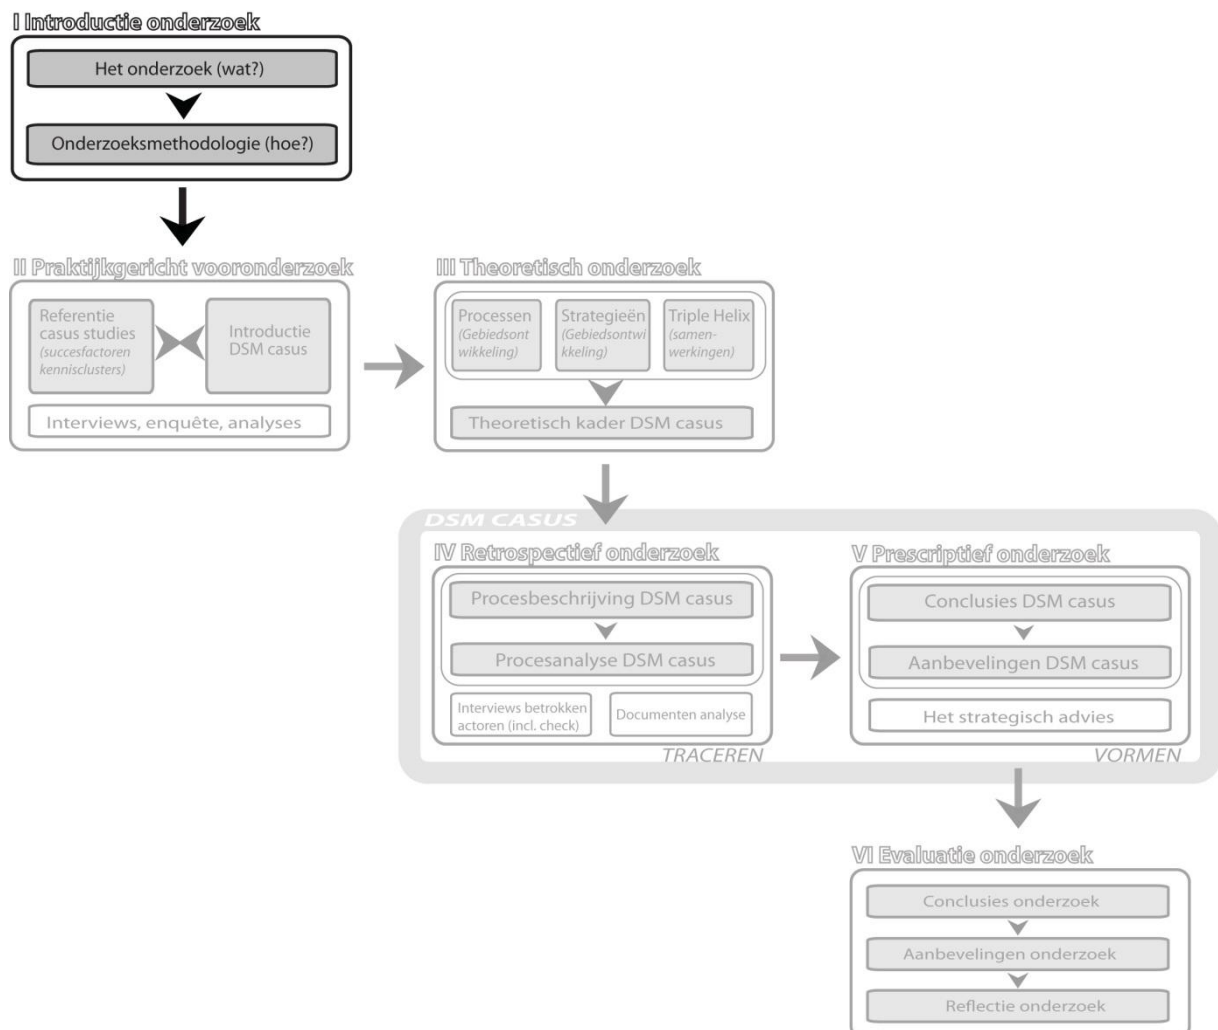 I Introductie onderzoek
Het onderzoek (wat?)
Onderzoeksmethodologie (hoe?)
II Praktijkgericht vooronderzoek
Referentie
casus studies
(succesfactoren
kennisclusters)
Introductie
DSM casus
Interviews, enquête, analyses
III Theoretisch onderzoek
Processen
(Gebiedsont
wikkeling)
Strategieën
(Gebiedsontwi
kkeling)
Triple Helix
(samen-
werkingen)
Theoretisch kader DSM casus
DSM CASUS
IV Retrospectief onderzoek
Procesbeschrijving DSM casus
Procesanalyse DSM casus
Interviews betrokken
actoren (incl. check)
Documenten analyse
TRACEREN
V Prescriptief onderzoek
Conclusies DSM casus
Aanbevelingen DSM casus
Het strategisch advies
VORMEN
VI Evaluatie onderzoek
Conclusies onderzoek
Aanbevelingen onderzoek
Reflectie onderzoek